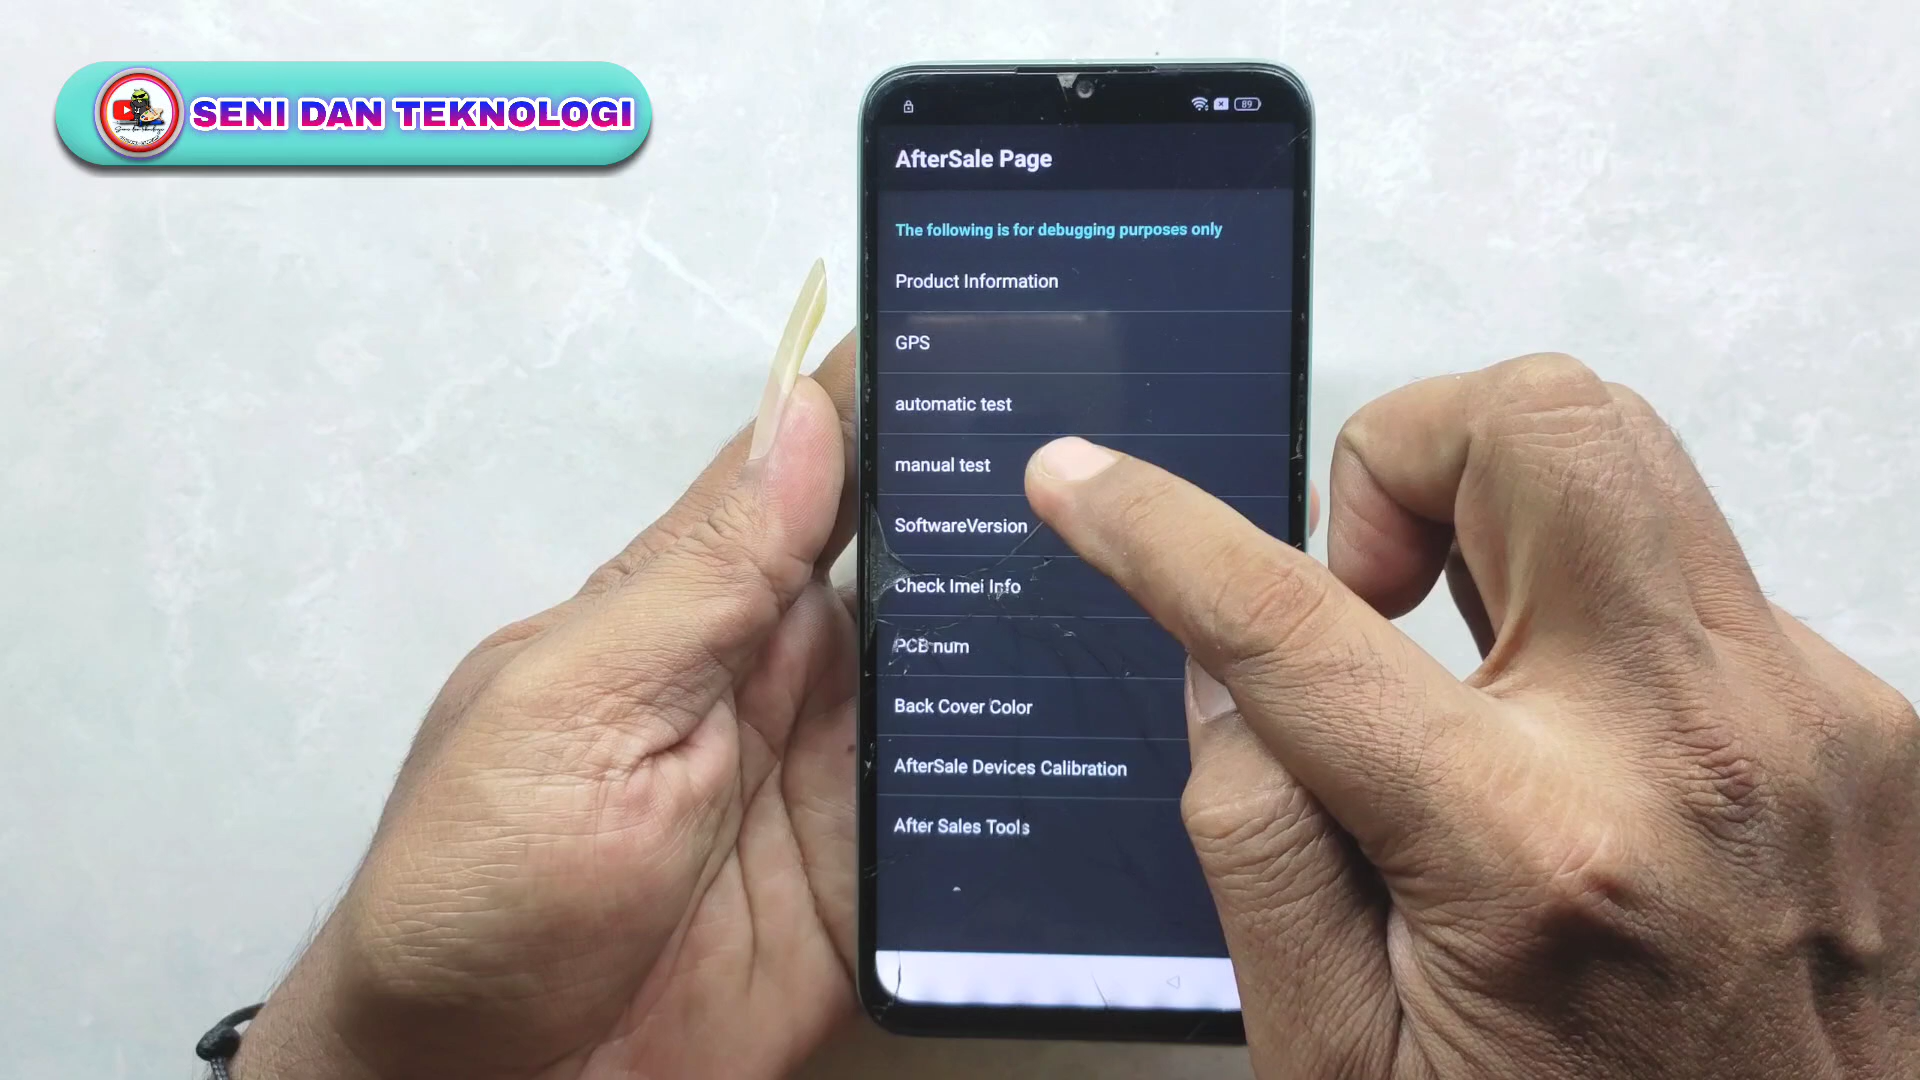 SENI DAN TEKNOLOGI
89
AfterSale Page
The following is for debugging purposes only
Product Information
GPS
automatic test
manual test
SoftwareVersion
Check Imei Info
PCB num
Back Cover Color
AfterSale Devices Calibration
After Sales Tools